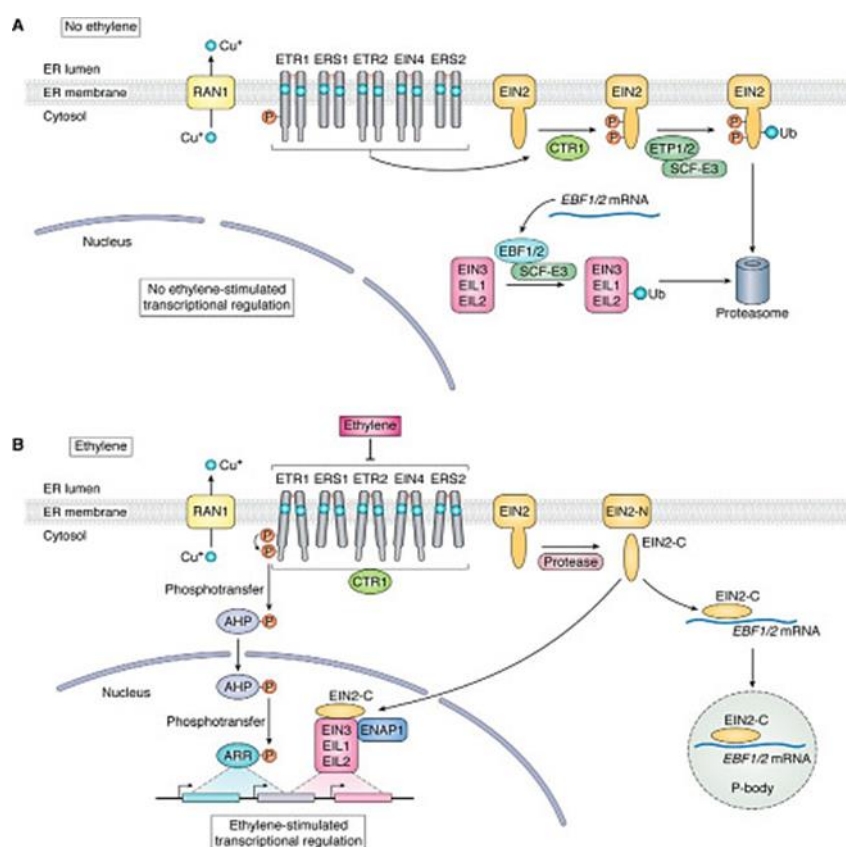 A
No ethylene
Cu⁺
ETR1 ERS1 ETR2 EIN4 ERS2
ER lumen
ER membrane
Cytosol
RAN1
EIN2
EIN2
EIN2
P
P
P
P
P
Ub
Cu⁺
CTR1
ETP1/2
SCF-E3
EBF1/2 mRNA
Nucleus
EBF1/2
SCF-E3
EIN3
EIL1
EIL2
EIN3
EIL1
EIL2
Ub
No ethylene-stimulated
transcriptional regulation
Proteasome
B
Ethylene
Ethylene
Cu⁺
ETR1 ERS1 ETR2 EIN4 ERS2
ER lumen
ER membrane
Cytosol
RAN1
EIN2
EIN2-N
P
P
Cu⁺
EIN2-C
Protease
CTR1
Phosphotransfer
AHP
P
EIN2-C
EBF1/2 mRNA
Nucleus
AHP
P
EIN2-C
Phosphotransfer
EIN3
EIL1
EIL2
ENAP1
ARR
P
EIN2-C
EBF1/2 mRNA
P-body
Ethylene-stimulated
transcriptional regulation